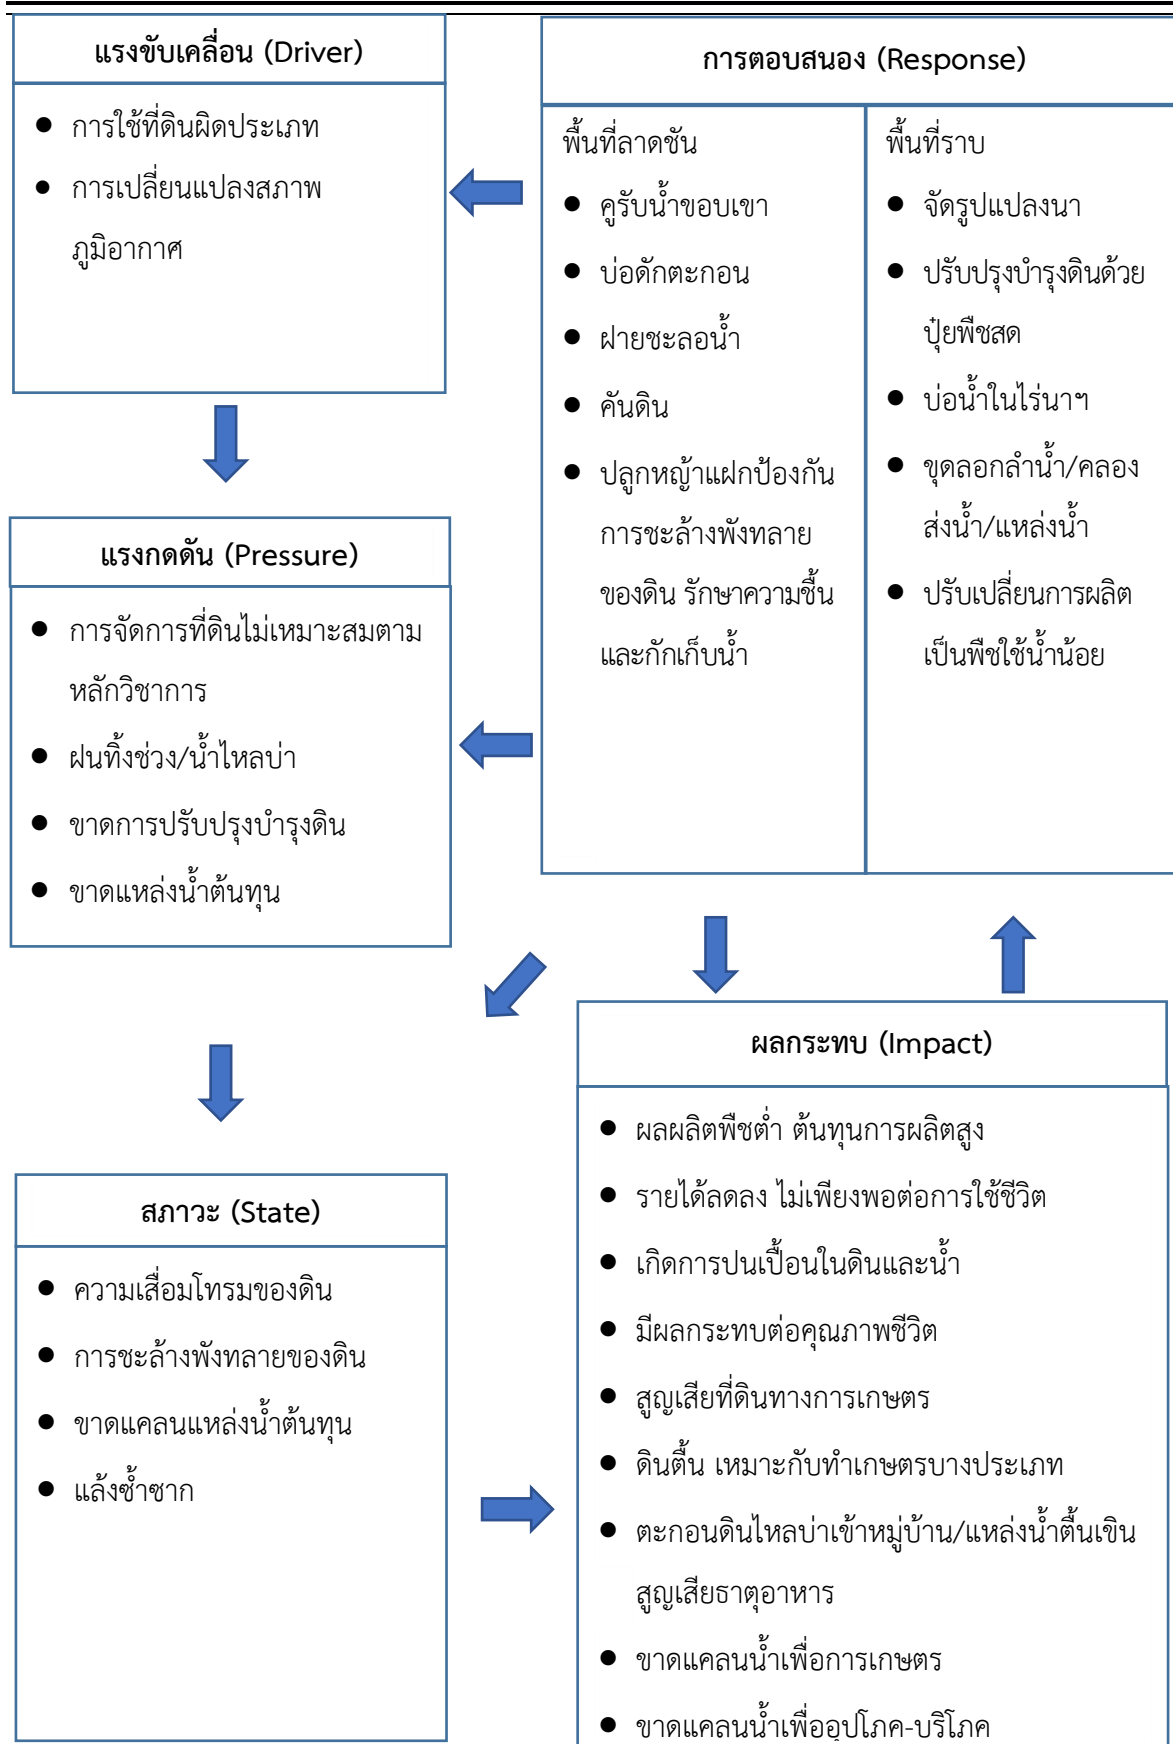 แรงขับเคลื่อน (Driver)
● การใช้ที่ดินผิดประเภท
● การเปลี่ยนแปลงสภาพ
ภูมิอากาศ
การตอบสนอง (Response)
พื้นที่ลาดชัน
● คูรับน้ำขอบเขา
● บ่อดักตะกอน
● ฝายชะลอน้ำ
● คันดิน
● ปลูกหญ้าแฝกป้องกัน
การชะล้างพังทลาย
ของดิน รักษาความชื้น
และกักเก็บน้ำ
พื้นที่ราบ
● จัดรูปแปลงนา
● ปรับปรุงบำรุงดินด้วย
ปุ๋ยพืชสด
● บ่อน้ำในไร่นาฯ
● ขุดลอกลำน้ำ/คลอง
ส่งน้ำ/แหล่งน้ำ
● ปรับเปลี่ยนการผลิต
เป็นพืชใช้น้ำน้อย
แรงกดดัน (Pressure)
● การจัดการที่ดินไม่เหมาะสมตาม
หลักวิชาการ
● ฝนทิ้งช่วง/น้ำไหลบ่า
● ขาดการปรับปรุงบำรุงดิน
● ขาดแหล่งน้ำต้นทุน
สภาวะ (State)
● ความเสื่อมโทรมของดิน
● การชะล้างพังทลายของดิน
● ขาดแคลนแหล่งน้ำต้นทุน
● แล้งซ้ำซาก
ผลกระทบ (Impact)
● ผลผลิตพืชต่ำ ต้นทุนการผลิตสูง
● รายได้ลดลง ไม่เพียงพอต่อการใช้ชีวิต
● เกิดการปนเปื้อนในดินและน้ำ
● มีผลกระทบต่อคุณภาพชีวิต
● สูญเสียที่ดินทางการเกษตร
● ดินตื้น เหมาะกับทำเกษตรบางประเภท
● ตะกอนดินไหลบ่าเข้าหมู่บ้าน/แหล่งน้ำตื้นเขิน
สูญเสียธาตุอาหาร
● ขาดแคลนน้ำเพื่อการเกษตร
● ขาดแคลนน้ำเพื่ออุปโภค-บริโภค